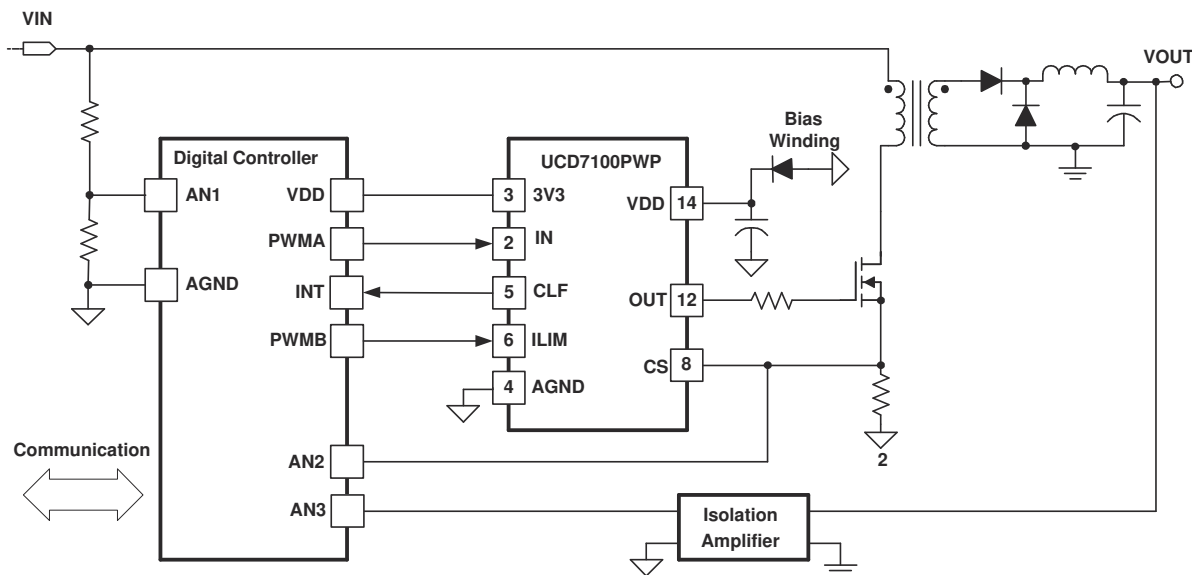 VIN
VOUT
Bias
Winding
Digital Controller
UCD7100PWP
AN1
VDD
3
3V3
VDD
14
PWMA
2
IN
AGND
INT
5
CLF
OUT
12
PWMB
6
ILIM
CS
8
4
AGND
Communication
AN2
2
AN3
Isolation
Amplifier